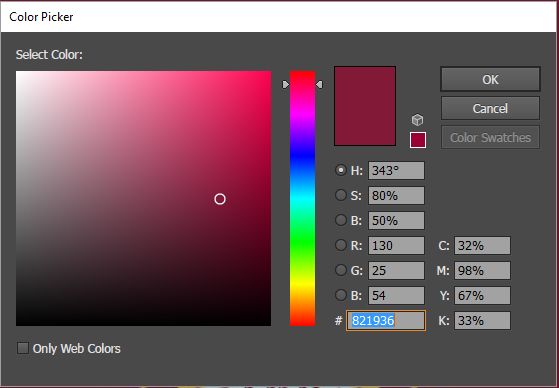 Color Picker
Select Color:
OK
Cancel
Color Swatches
H: 343°
S: 80%
B: 50%
R: 130 C: 32%
G: 25 M: 98%
B: 54 Y: 67%
# 821936 K: 33%
Only Web Colors